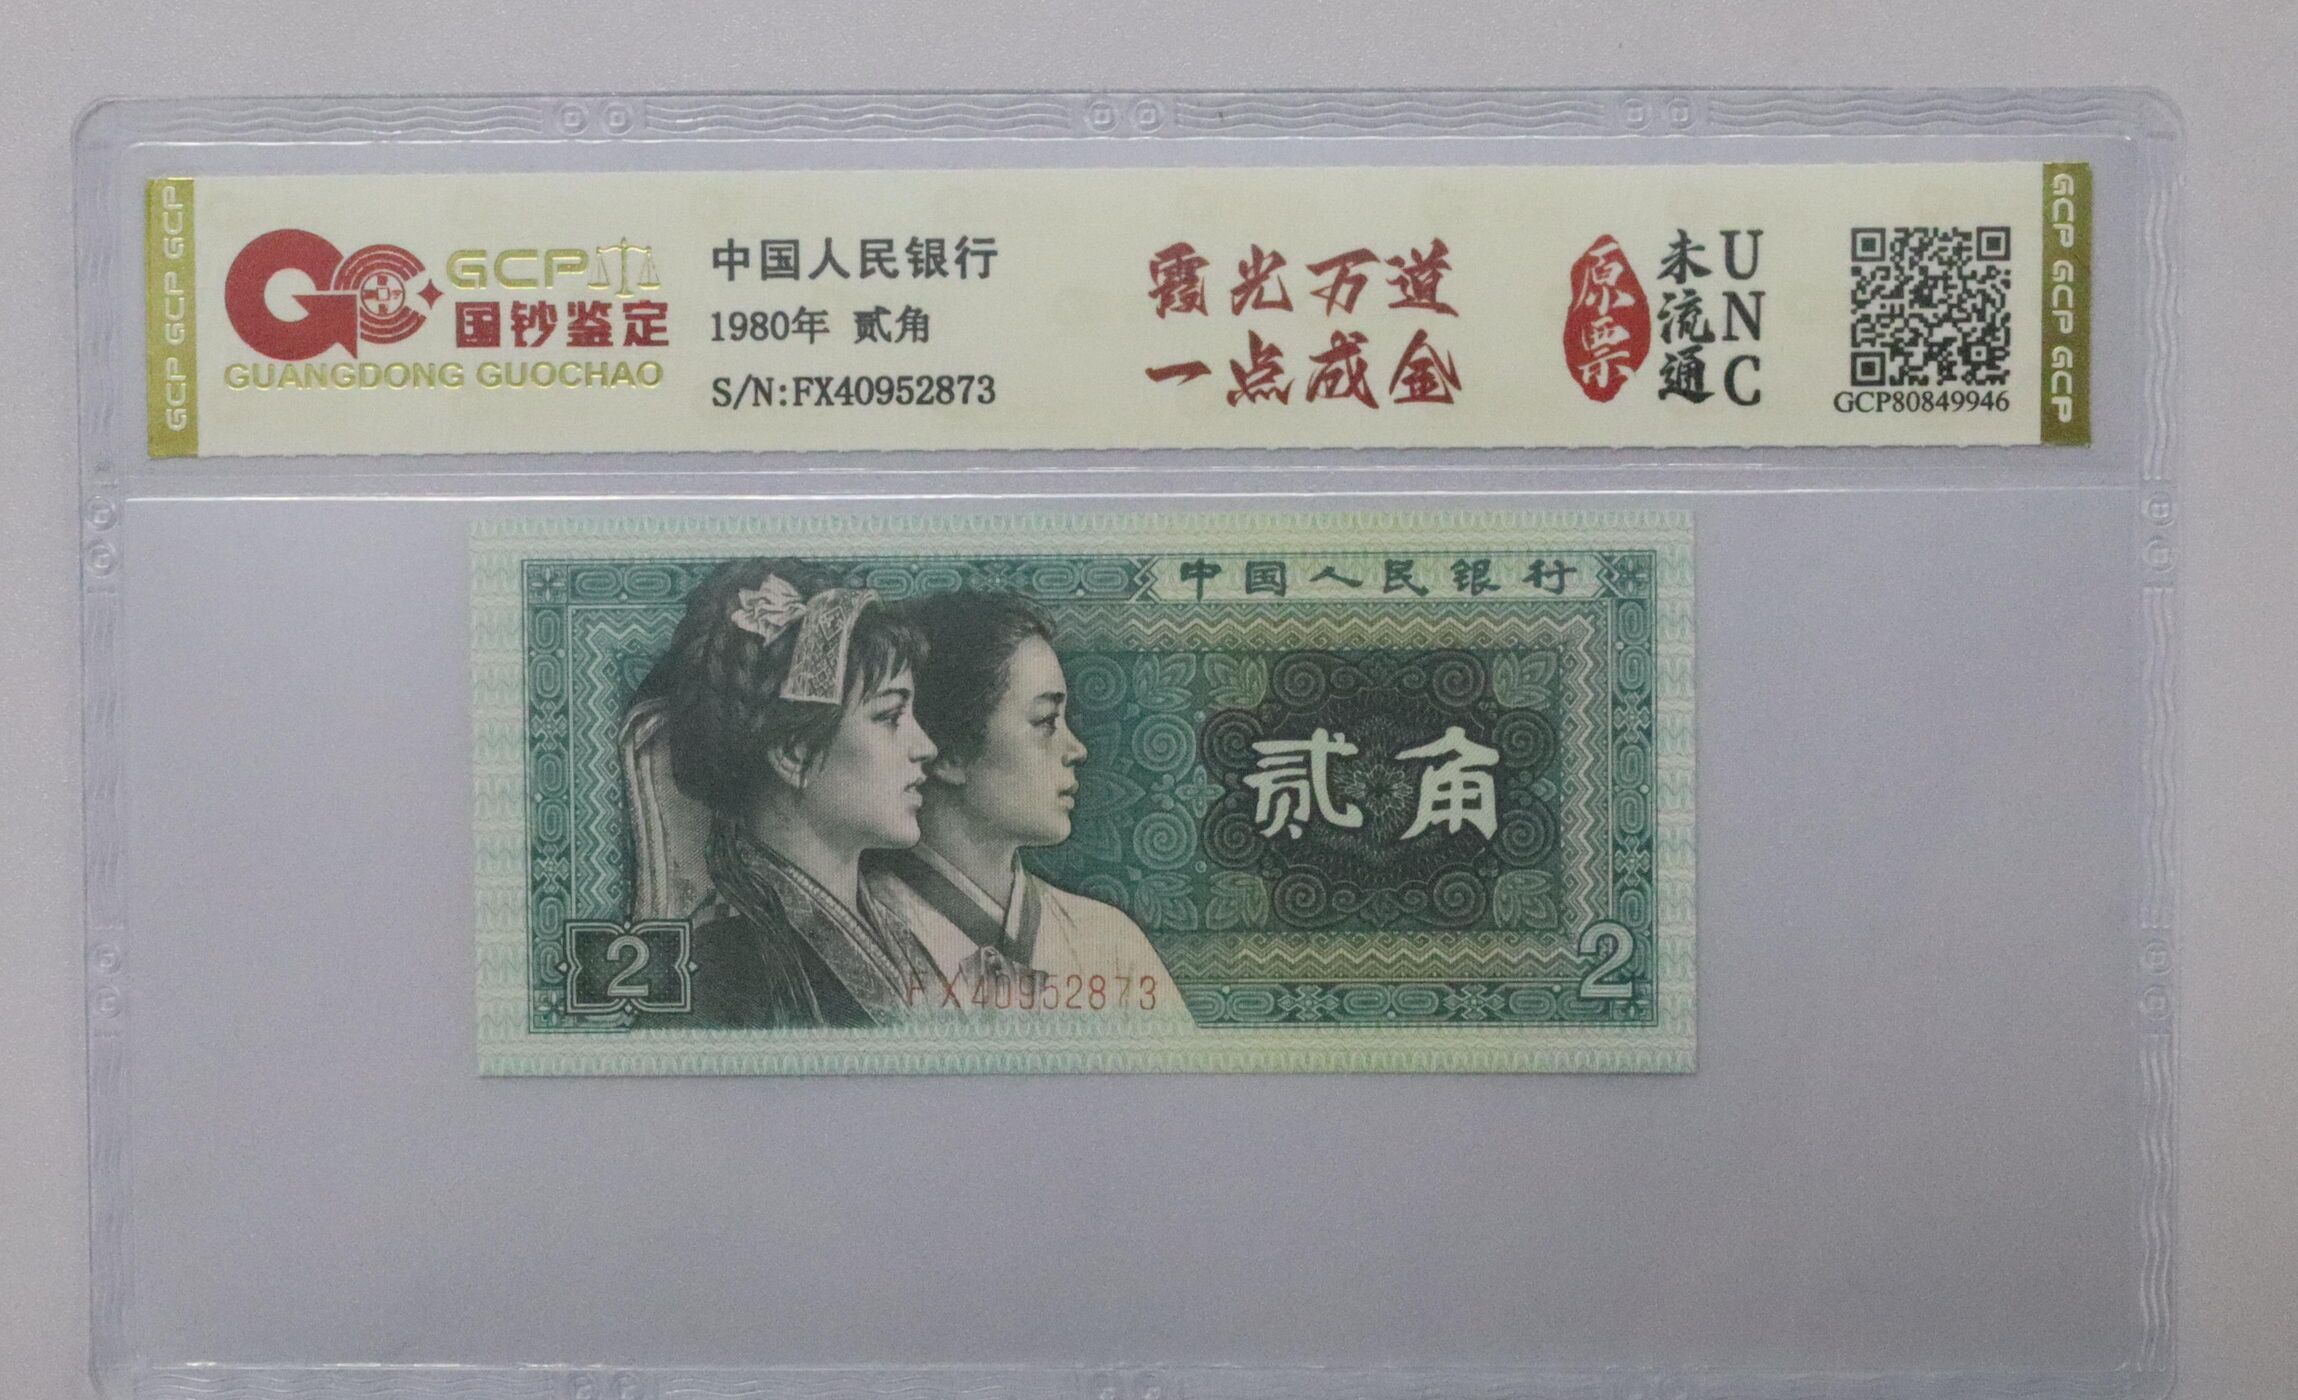 GCP GCP GCP
GCP
国钞鉴定
GUANGDONG GUOCHAO
中国人民银行
1980年 贰角
S/N:FX40952873
霞光万道
一点成金
原票
未流通
UNC
GCP80849946
GCP GCP GCP
中国人民银行
贰角
2
2
FX40952873